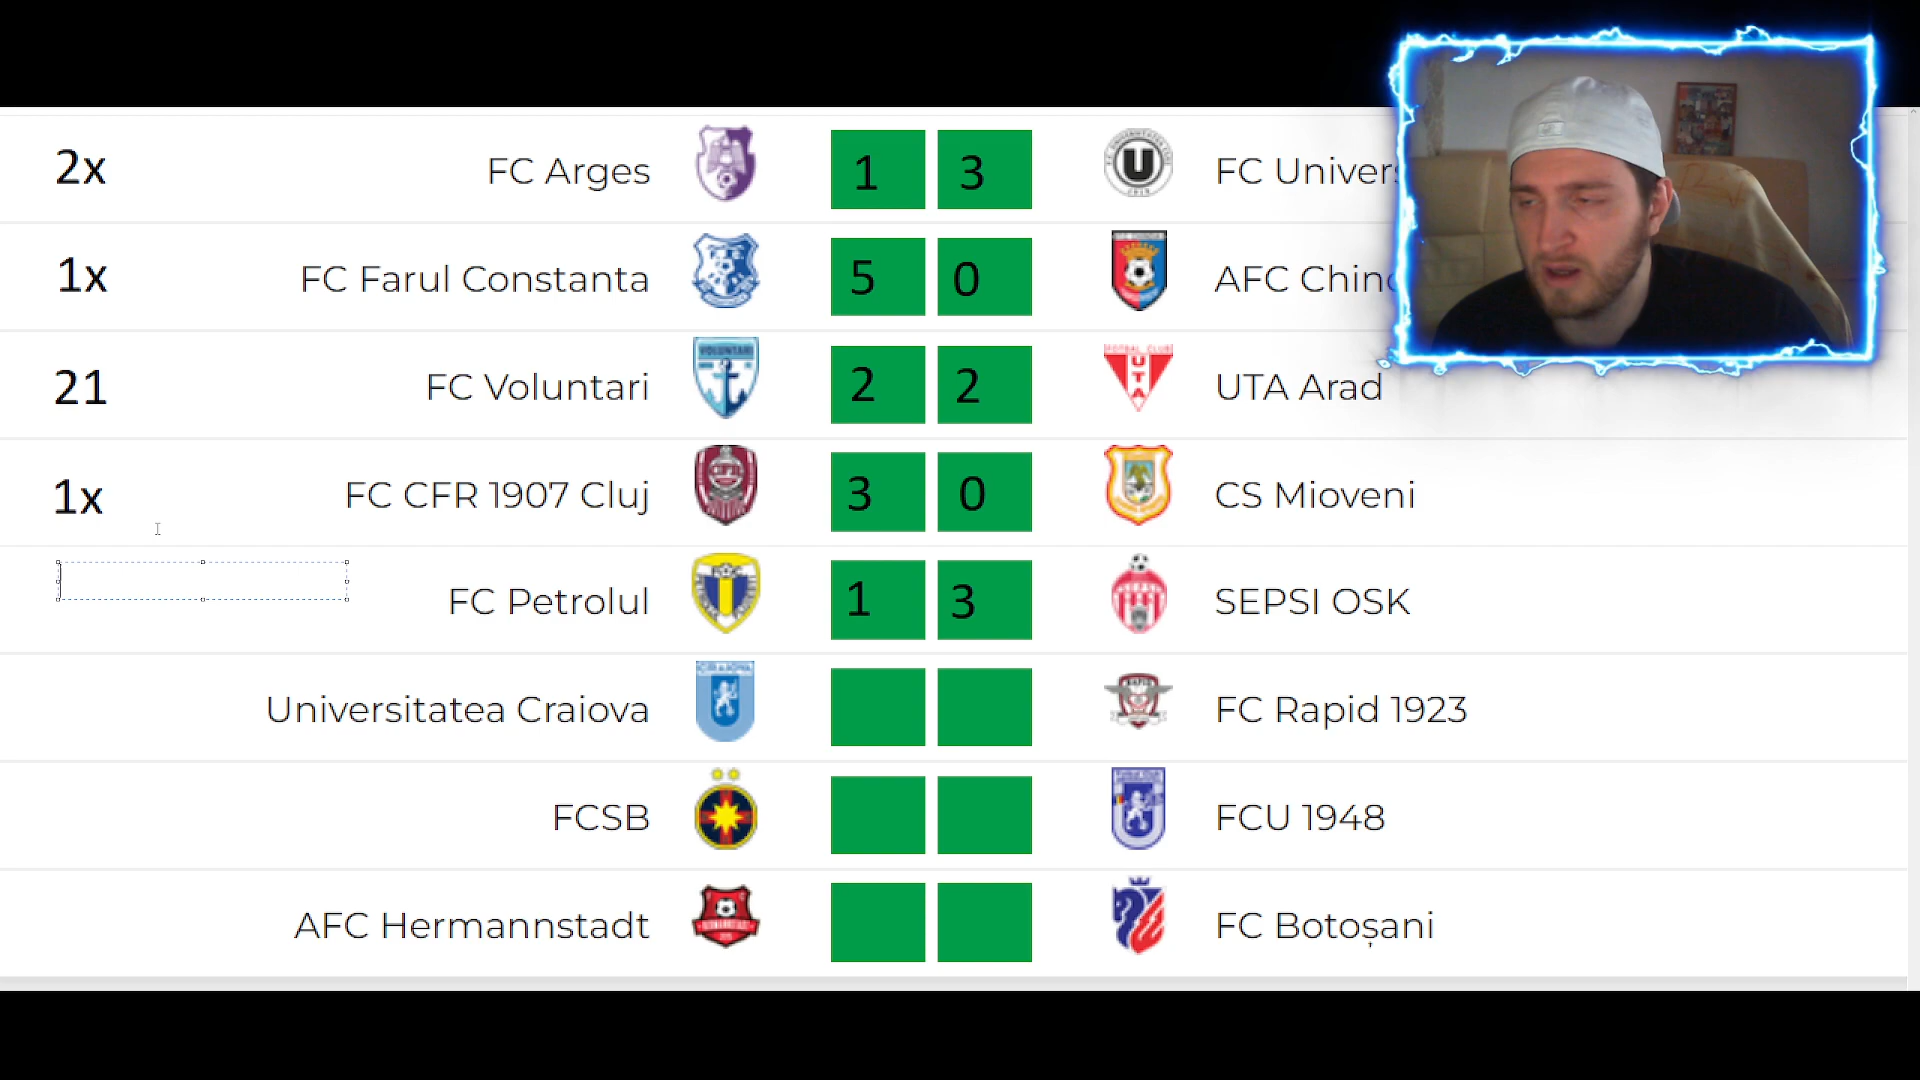 2x FC Arges 1 3 FC Univers
1x FC Farul Constanta 5 0 AFC Chind
21 FC Voluntari 2 2 UTA Arad
1x FC CFR 1907 Cluj 3 0 CS Mioveni
FC Petrolul 1 3 SEPSI OSK
Universitatea Craiova FC Rapid 1923
FCSB FCU 1948
AFC Hermannstadt FC Botoșani